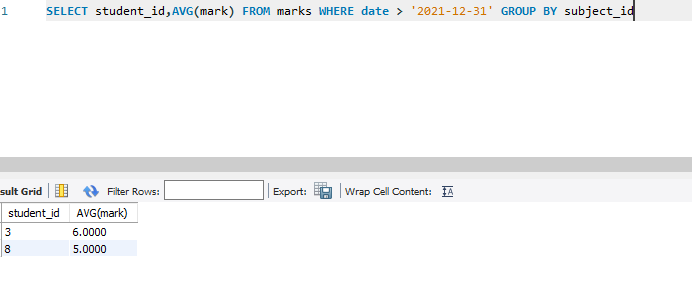 1 SELECT student_id,AVG(mark) FROM marks WHERE date > '2021-12-31' GROUP BY subject_id
sult Grid Filter Rows: Export: Wrap Cell Content: IA
student_id AVG(mark)
3 6.0000
8 5.0000